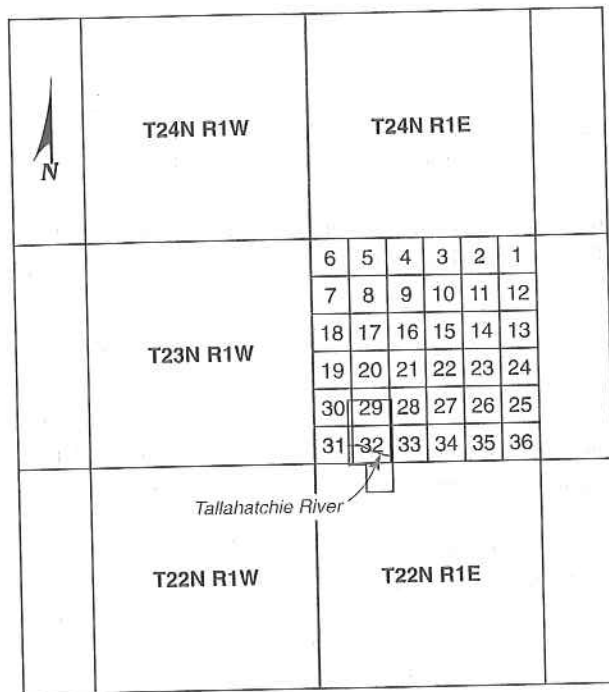 T24N R1W
T24N R1E
N
6 5 4 3 2 1
7 8 9 10 11 12
18 17 16 15 14 13
T23N R1W
19 20 21 22 23 24
30 29 28 27 26 25
31 32 33 34 35 36
Tallahatchie River
T22N R1W
T22N R1E